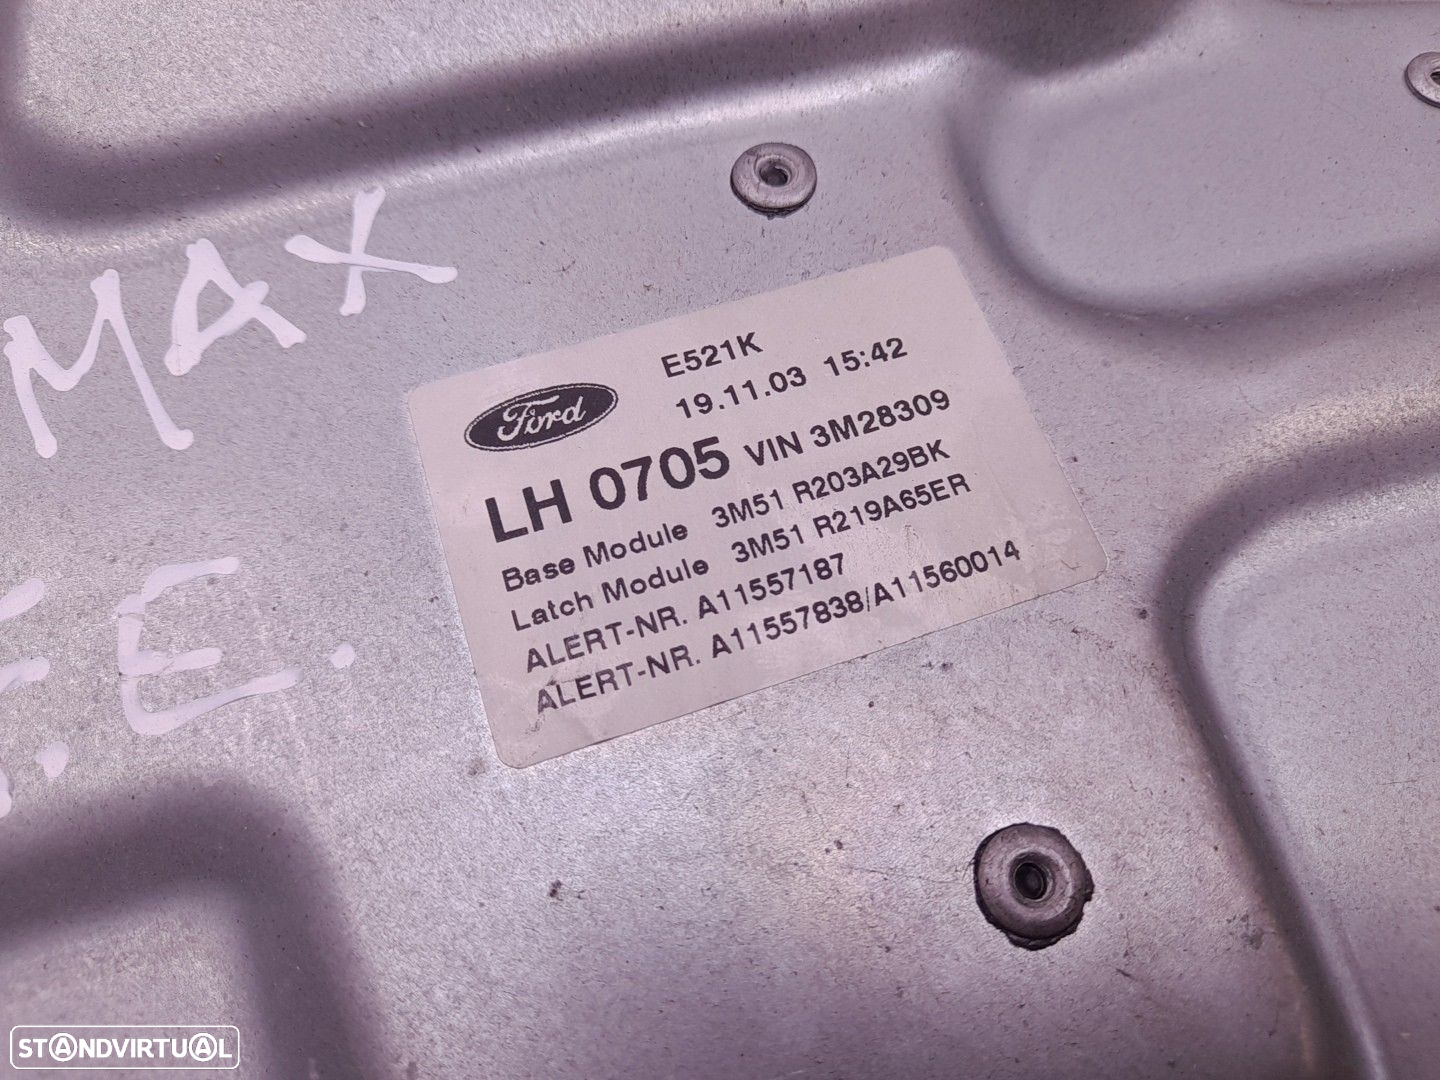 MAX
E.
Ford
E521K
19.11.03 15:42
LH 0705 VIN 3M28309
Base Module 3M51 R203A29BK
Latch Module 3M51 R219A65ER
ALERT-NR. A11557187
ALERT-NR. A11557838/A11560014
STANDVIRTUAL